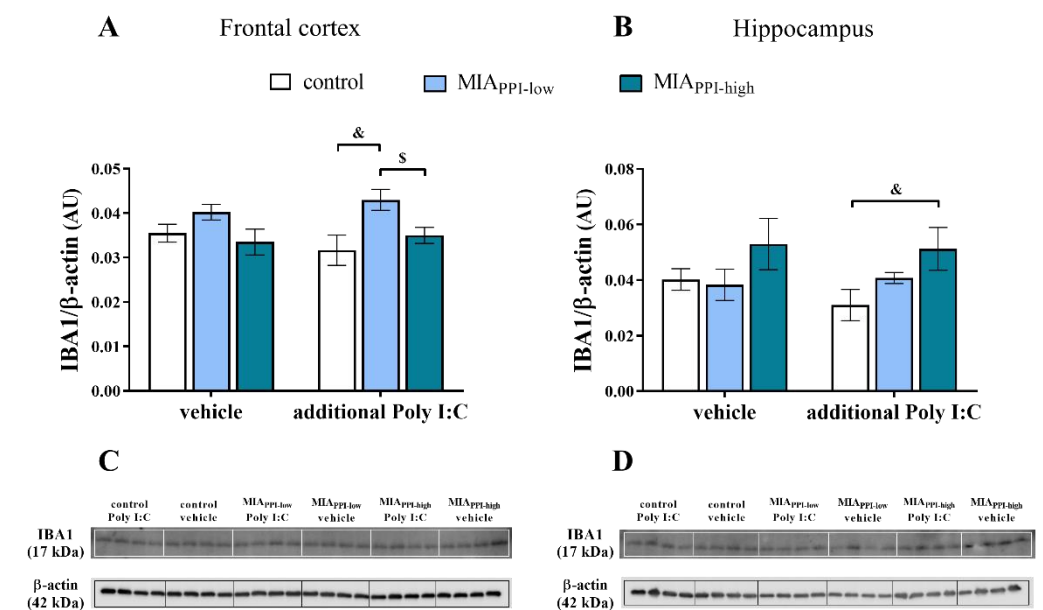 A Frontal cortex B Hippocampus
control MIAPPI-low MIAPPI-high
&
$
IBA1/β-actin (AU)
0.05
0.04
0.03
0.02
0.01
0.00
vehicle additional Poly I:C
&
IBA1/β-actin (AU)
0.08
0.06
0.04
0.02
0.00
vehicle additional Poly I:C
C
control control MIAPPI-low MIAPPI-low MIAPPI-high MIAPPI-high
Poly I:C vehicle Poly I:C vehicle Poly I:C vehicle
IBA1
(17 kDa)
β-actin
(42 kDa)
D
control control MIAPPI-low MIAPPI-low MIAPPI-high MIAPPI-high
Poly I:C vehicle Poly I:C vehicle Poly I:C vehicle
IBA1
(17 kDa)
β-actin
(42 kDa)